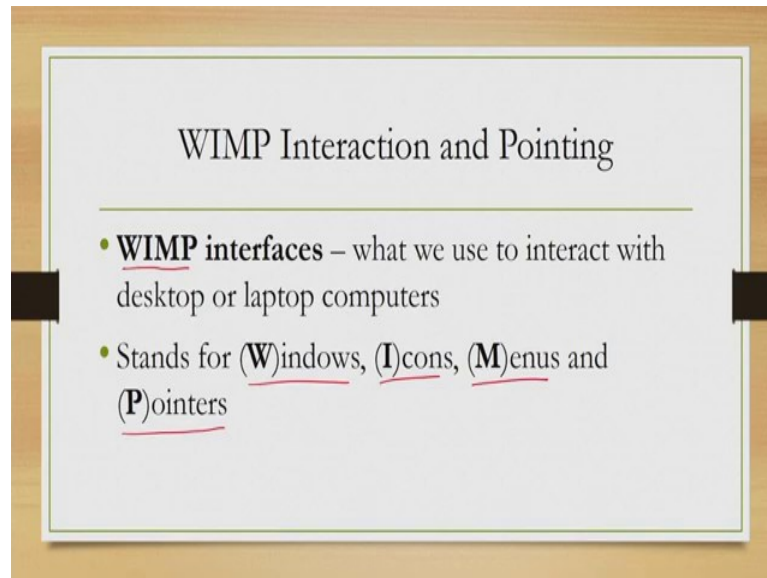 WIMP Interaction and Pointing
• WIMP interfaces – what we use to interact with
desktop or laptop computers
• Stands for (W)indows, (I)cons, (M)enus and
(P)ointers